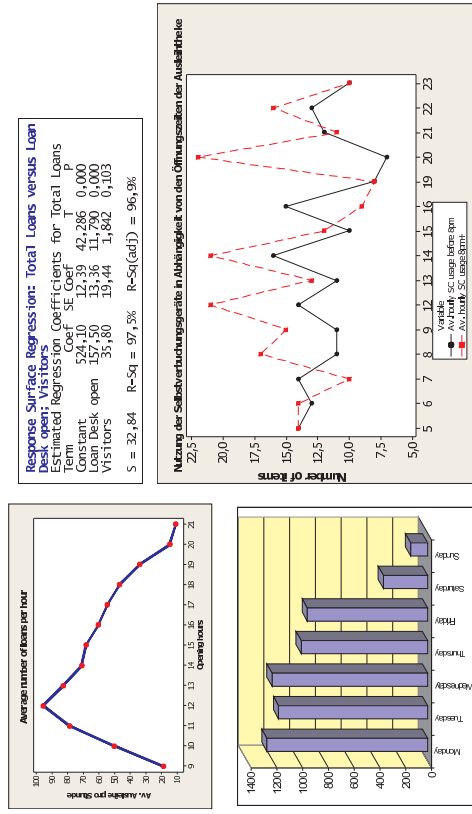 Average number of loans per hour
Av. Ausleine pro Stunde
100
90
80
70
60
50
40
30
20
10
9 10 11 12 13 14 15 16 17 18 19 20 21
Opening hours
Response Surface Regression: Total Loans versus Loan
Desk open; Visitors
Estimated Regression Coefficients for Total Loans
Term Coef SE Coef T P
Constant 524,10 12,39 42,286 0,000
Loan Desk open 157,50 13,36 11,790 0,000
Visitors 35,80 19,44 1,842 0,103
S = 32,84 R-Sq = 97,5% R-Sq(adj) = 96,9%
1400
1200
1000
800
600
400
200
0
Monday Tuesday Wednesday Thursday Friday Saturday Sunday
Nutzung der Selbstverbuchungsgeräte in Abhängigkeit von den Öffnungszeiten der Ausleihtheke
Number of items
22,5
20,0
17,5
15,0
12,5
10,0
7,5
5,0
5 6 7 8 9 12 13 14 15 16 19 20 21 22 23
Variable
Av. hourly SC usage before 8pm
Av. hourly SC usage 8pm+